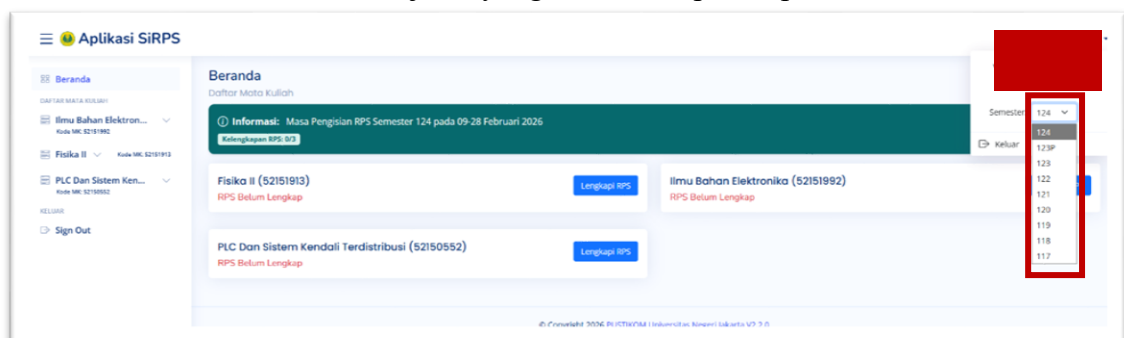 Aplikasi SiRPS
Beranda
DAFTAR MATA KULIAH
Ilmu Bahan Elektron...
Kode MK: 52151992
Fisika II
Kode MK: 52151913
PLC Dan Sistem Ken...
Kode MK: 52150552
KELUAR
Sign Out
Beranda
Daftar Mata Kuliah
Informasi: Masa Pengisian RPS Semester 124 pada 09-28 Februari 2026
Kelengkapan RPS: 0/3
Fisika II (52151913)
RPS Belum Lengkap
Lengkapi RPS
Ilmu Bahan Elektronika (52151992)
RPS Belum Lengkap
PLC Dan Sistem Kendali Terdistribusi (52150552)
RPS Belum Lengkap
Lengkapi RPS
Semester
124
Keluar
124
123P
123
122
121
120
119
118
117
© Copyright 2026 PUSTIKOM Universitas Negeri Jakarta V2.2.0